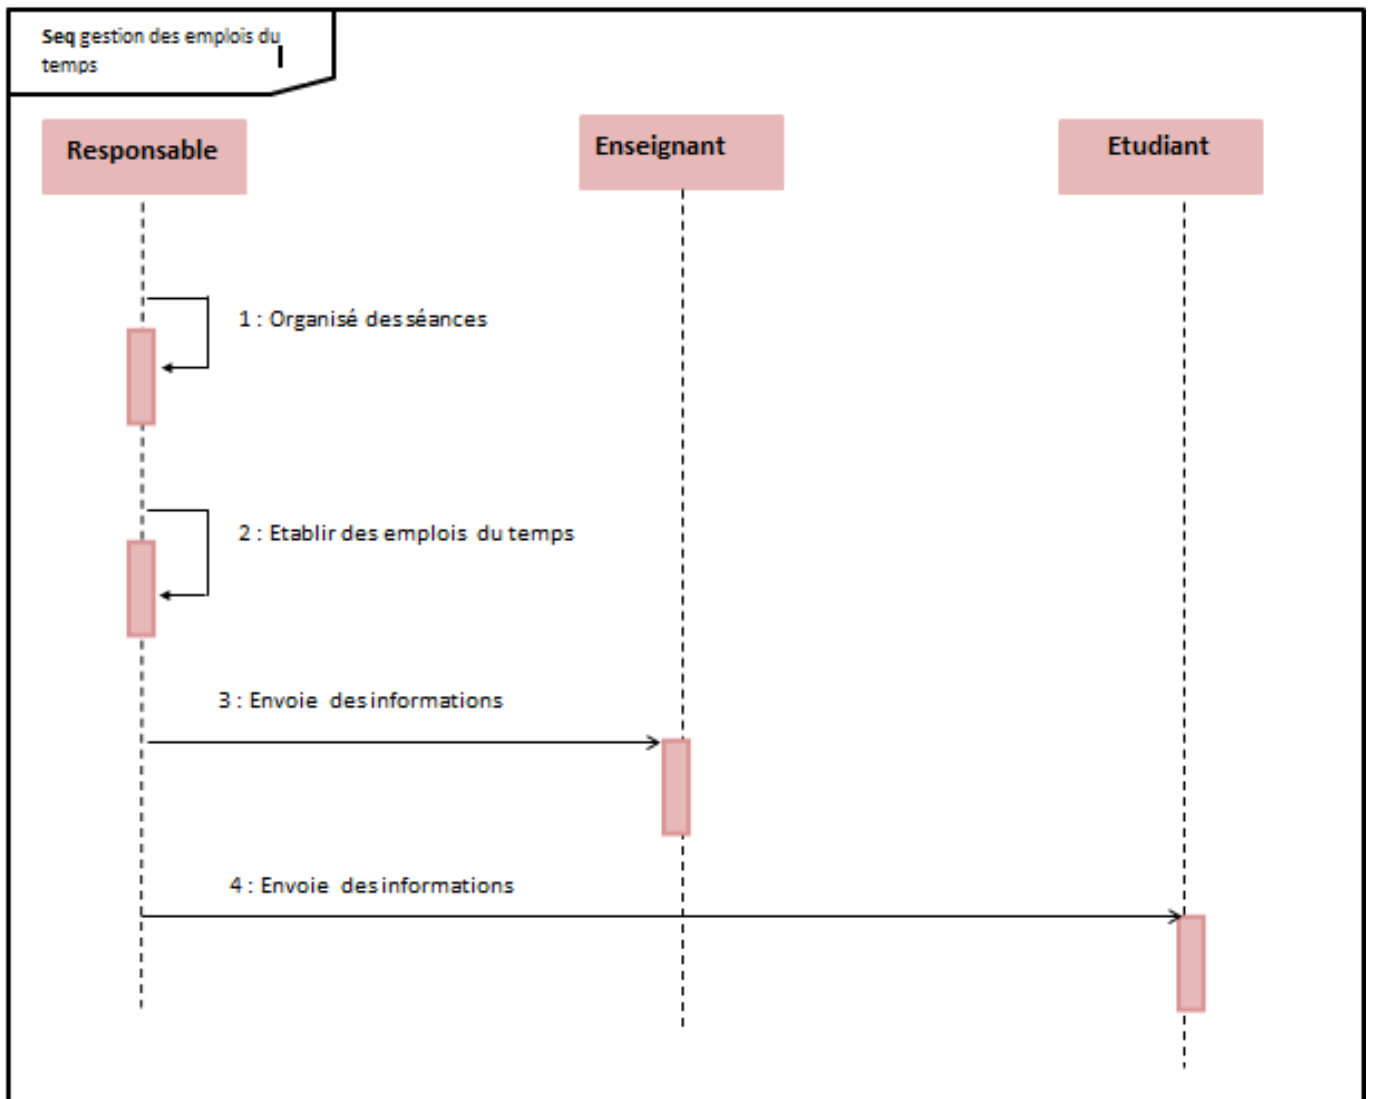 Seq gestion des emplois du
temps
Responsable
Enseignant
Etudiant
1 : Organisé des séances
2 : Etablir des emplois du temps
3 : Envoie des informations
4 : Envoie des informations